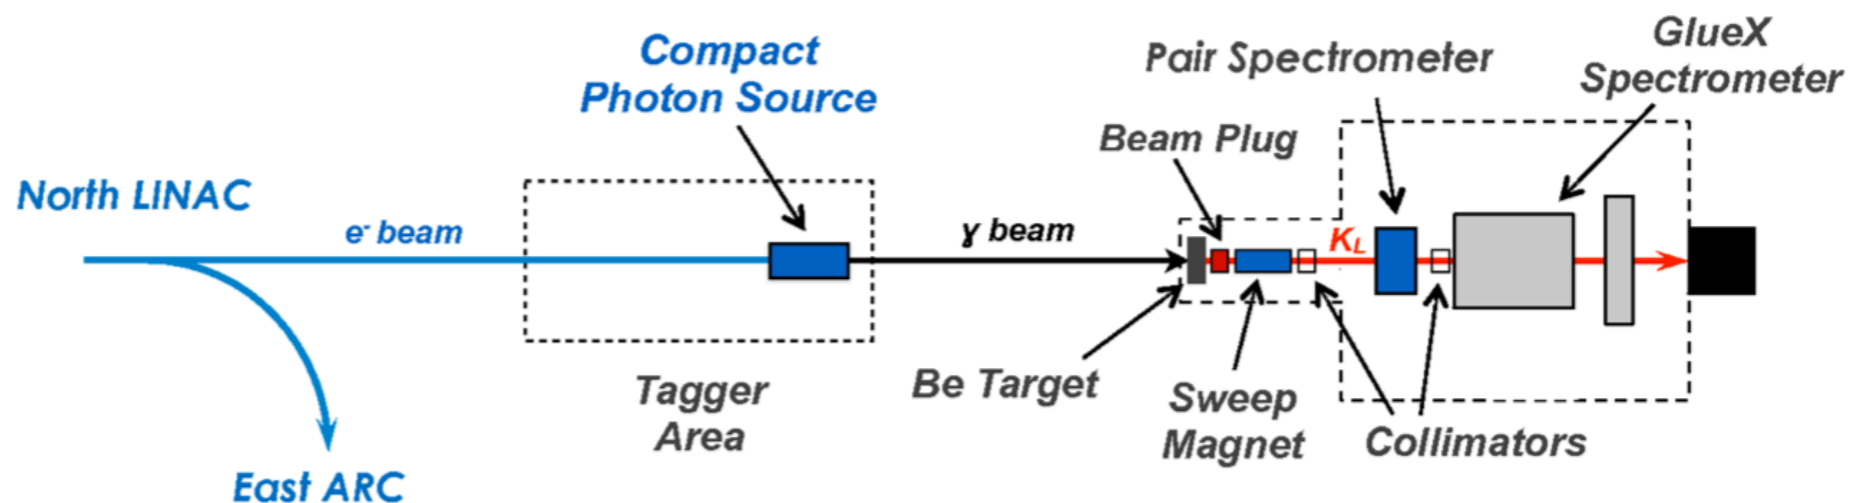 Compact
Photon Source
Pair Spectrometer
GlueX
Spectrometer
Beam Plug
North LINAC
e- beam
γ beam
KL
Be Target
Tagger
Area
Sweep
Magnet
Collimators
East ARC